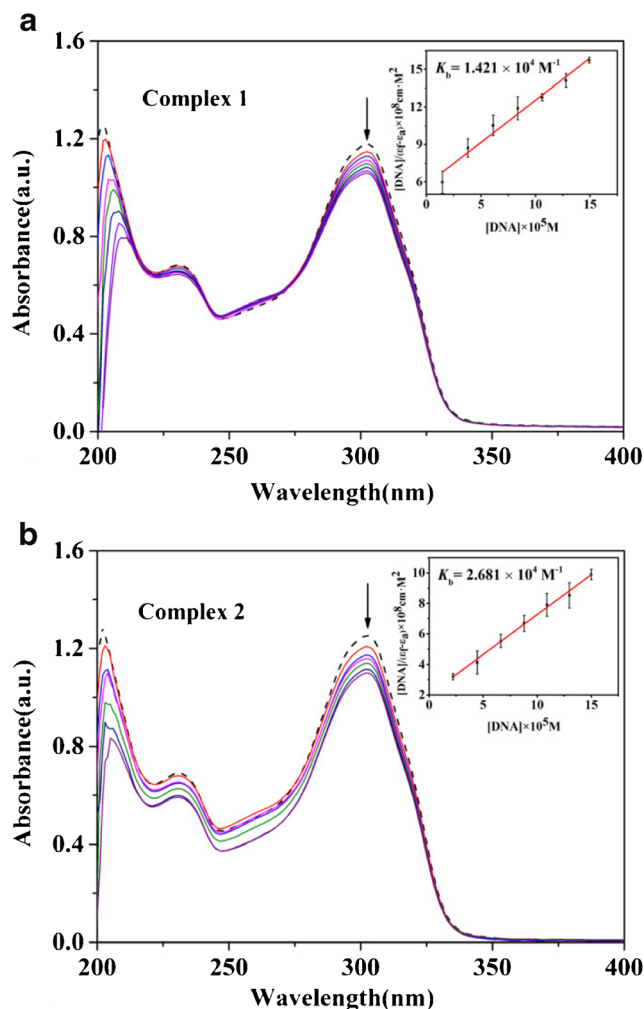 a
1.6
1.2
0.8
0.4
0.0
Absorbance(a.u.)
Complex 1
200
250
300
350
400
Wavelength(nm)
K_b = 1.421 × 10⁴ M⁻¹
15
12
9
6
[DNA]/(εf-εa)×10⁸cm·M²
0
5
10
15
[DNA]×10⁵M
b
1.6
1.2
0.8
0.4
0.0
Absorbance(a.u.)
Complex 2
200
250
300
350
400
Wavelength(nm)
K_b = 2.681 × 10⁴ M⁻¹
10
8
6
4
2
[DNA]/(εf-εa)×10⁸cm·M²
0
5
10
15
[DNA]×10⁵M